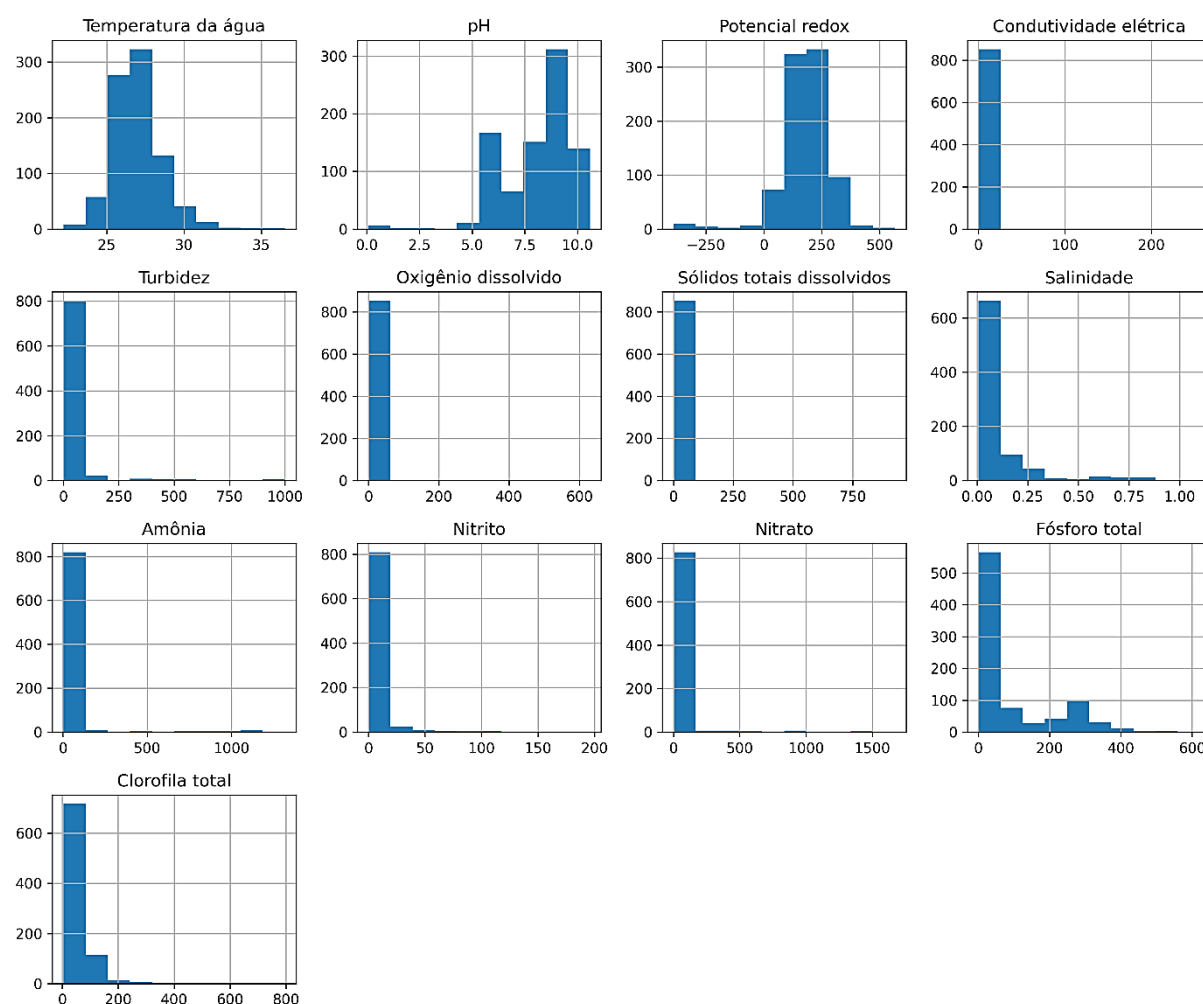 Temperatura da água
300
200
100
0
25 30 35
pH
300
200
100
0
0.0 2.5 5.0 7.5 10.0
Potencial redox
300
200
100
0
−250 0 250 500
Condutividade elétrica
800
600
400
200
0
0 100 200
Turbidez
800
600
400
200
0
0 250 500 750 1000
Oxigênio dissolvido
800
600
400
200
0
0 200 400 600
Sólidos totais dissolvidos
800
600
400
200
0
0 250 500 750
Salinidade
600
400
200
0
0.00 0.25 0.50 0.75 1.00
Amônia
800
600
400
200
0
0 500 1000
Nitrito
800
600
400
200
0
0 50 100 150 200
Nitrato
800
600
400
200
0
0 500 1000 1500
Fósforo total
500
400
300
200
100
0
0 200 400 600
Clorofila total
600
400
200
0
0 200 400 600 800